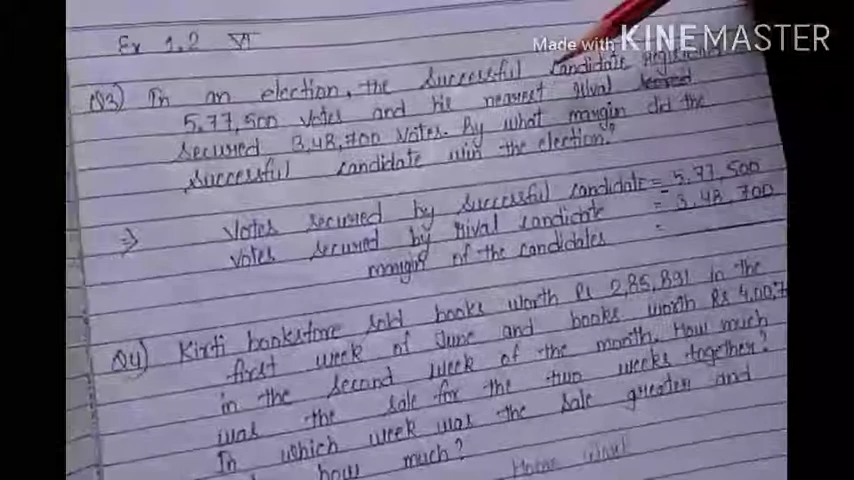 Made with KINEMASTER
Ex 1.2 VI
Q3) In an election, the successful candidate registered
5,77,500 votes and his nearest rival
secured 3,48,700 votes. By what margin did the
successful candidate win the election?
⇒ Votes secured by successful candidate = 5,77,500
Votes secured by rival candidate = 3,48,700
margin of the candidates =
Q4) Kirti bookstore sold books worth Rs 2,85,891 in the
first week of June and books worth Rs 4,00,7
in the second week of the month. How much
was the sale for the two weeks together?
In which week was the sale greater and
how much?
Home Work